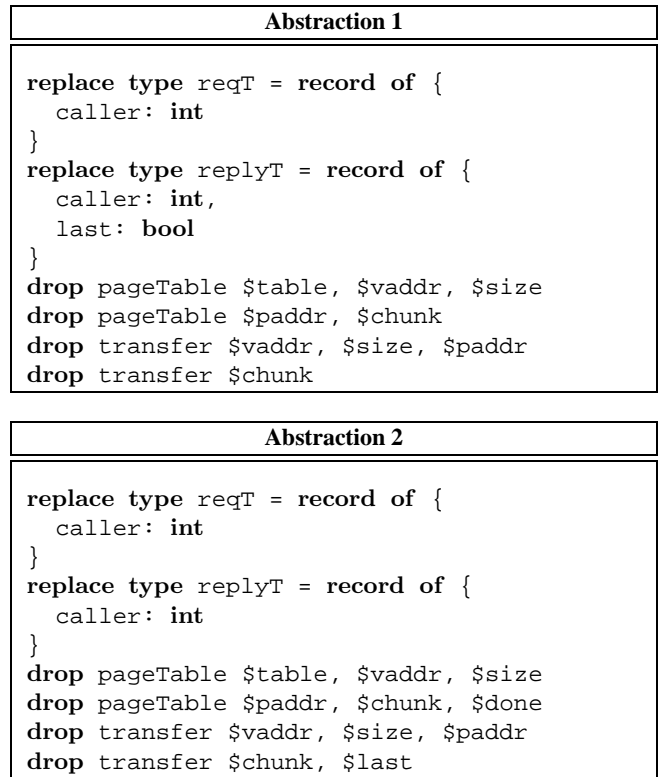 Abstraction 1
replace type reqT = record of {
caller: int
}
replace type replyT = record of {
caller: int,
last: bool
}
drop pageTable $table, $vaddr, $size
drop pageTable $paddr, $chunk
drop transfer $vaddr, $size, $paddr
drop transfer $chunk
Abstraction 2
replace type reqT = record of {
caller: int
}
replace type replyT = record of {
caller: int
}
drop pageTable $table, $vaddr, $size
drop pageTable $paddr, $chunk, $done
drop transfer $vaddr, $size, $paddr
drop transfer $chunk, $last